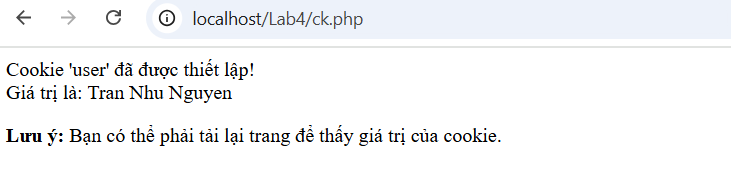 localhost/Lab4/ck.php
Cookie 'user' đã được thiết lập!
Giá trị là: Tran Nhu Nguyen
Lưu ý: Bạn có thể phải tải lại trang để thấy giá trị của cookie.